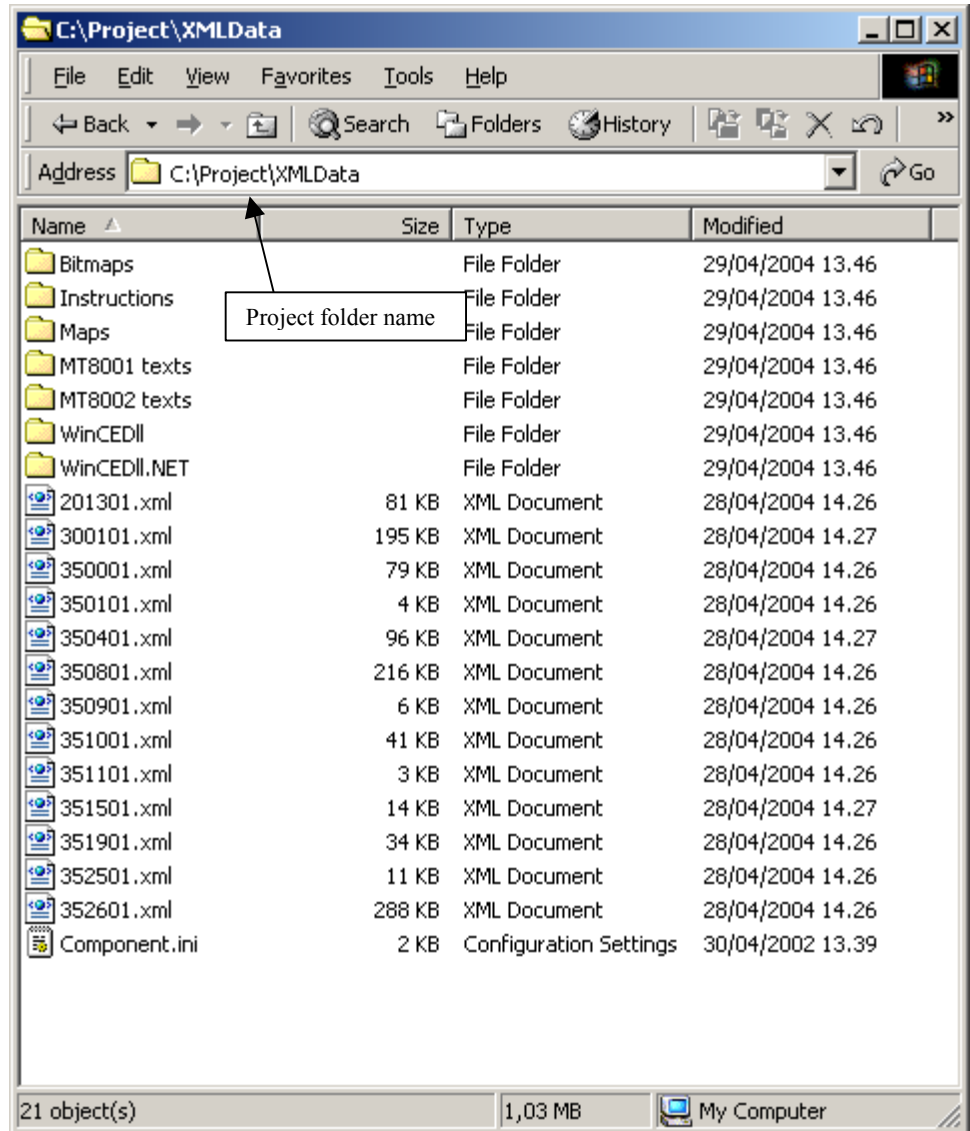 C:\Project\XMLData
File Edit View Favorites Tools Help
Back Search Folders History »
Address C:\Project\XMLData Go
Name Size Type Modified
Bitmaps File Folder 29/04/2004 13.46
Instructions File Folder 29/04/2004 13.46
Project folder name
Maps File Folder 29/04/2004 13.46
MT8001 texts File Folder 29/04/2004 13.46
MT8002 texts File Folder 29/04/2004 13.46
WinCEDll File Folder 29/04/2004 13.46
WinCEDll.NET File Folder 29/04/2004 13.46
201301.xml 81 KB XML Document 28/04/2004 14.26
300101.xml 195 KB XML Document 28/04/2004 14.27
350001.xml 79 KB XML Document 28/04/2004 14.26
350101.xml 4 KB XML Document 28/04/2004 14.26
350401.xml 96 KB XML Document 28/04/2004 14.27
350801.xml 216 KB XML Document 28/04/2004 14.26
350901.xml 6 KB XML Document 28/04/2004 14.26
351001.xml 41 KB XML Document 28/04/2004 14.26
351101.xml 3 KB XML Document 28/04/2004 14.26
351501.xml 14 KB XML Document 28/04/2004 14.27
351901.xml 34 KB XML Document 28/04/2004 14.26
352501.xml 11 KB XML Document 28/04/2004 14.26
352601.xml 288 KB XML Document 28/04/2004 14.26
Component.ini 2 KB Configuration Settings 30/04/2002 13.39
21 object(s) 1,03 MB My Computer